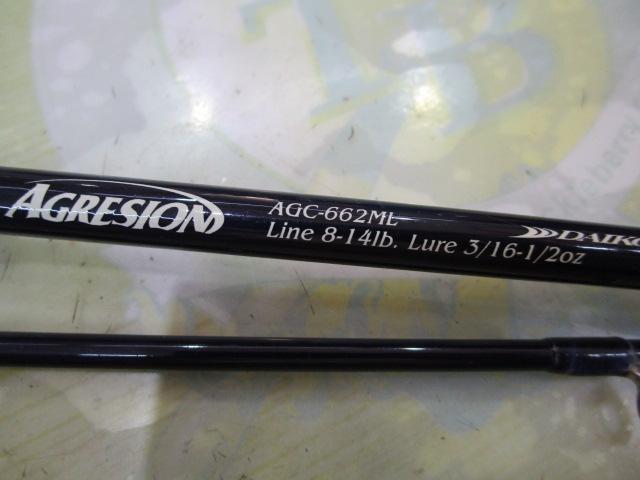 AGRESION
AGC-662ML
Line 8-14lb. Lure 3/16-1/2oz
DAIKO